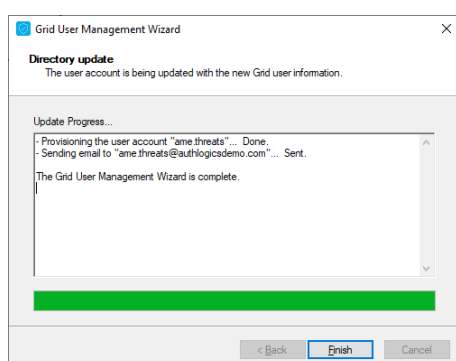 Grid User Management Wizard
Directory update
The user account is being updated with the new Grid user information.
Update Progress...
- Provisioning the user account "ame.threats"... Done.
- Sending email to "ame.threats@authlogicsdemo.com"... Sent.
The Grid User Management Wizard is complete.
< Back
Finish
Cancel